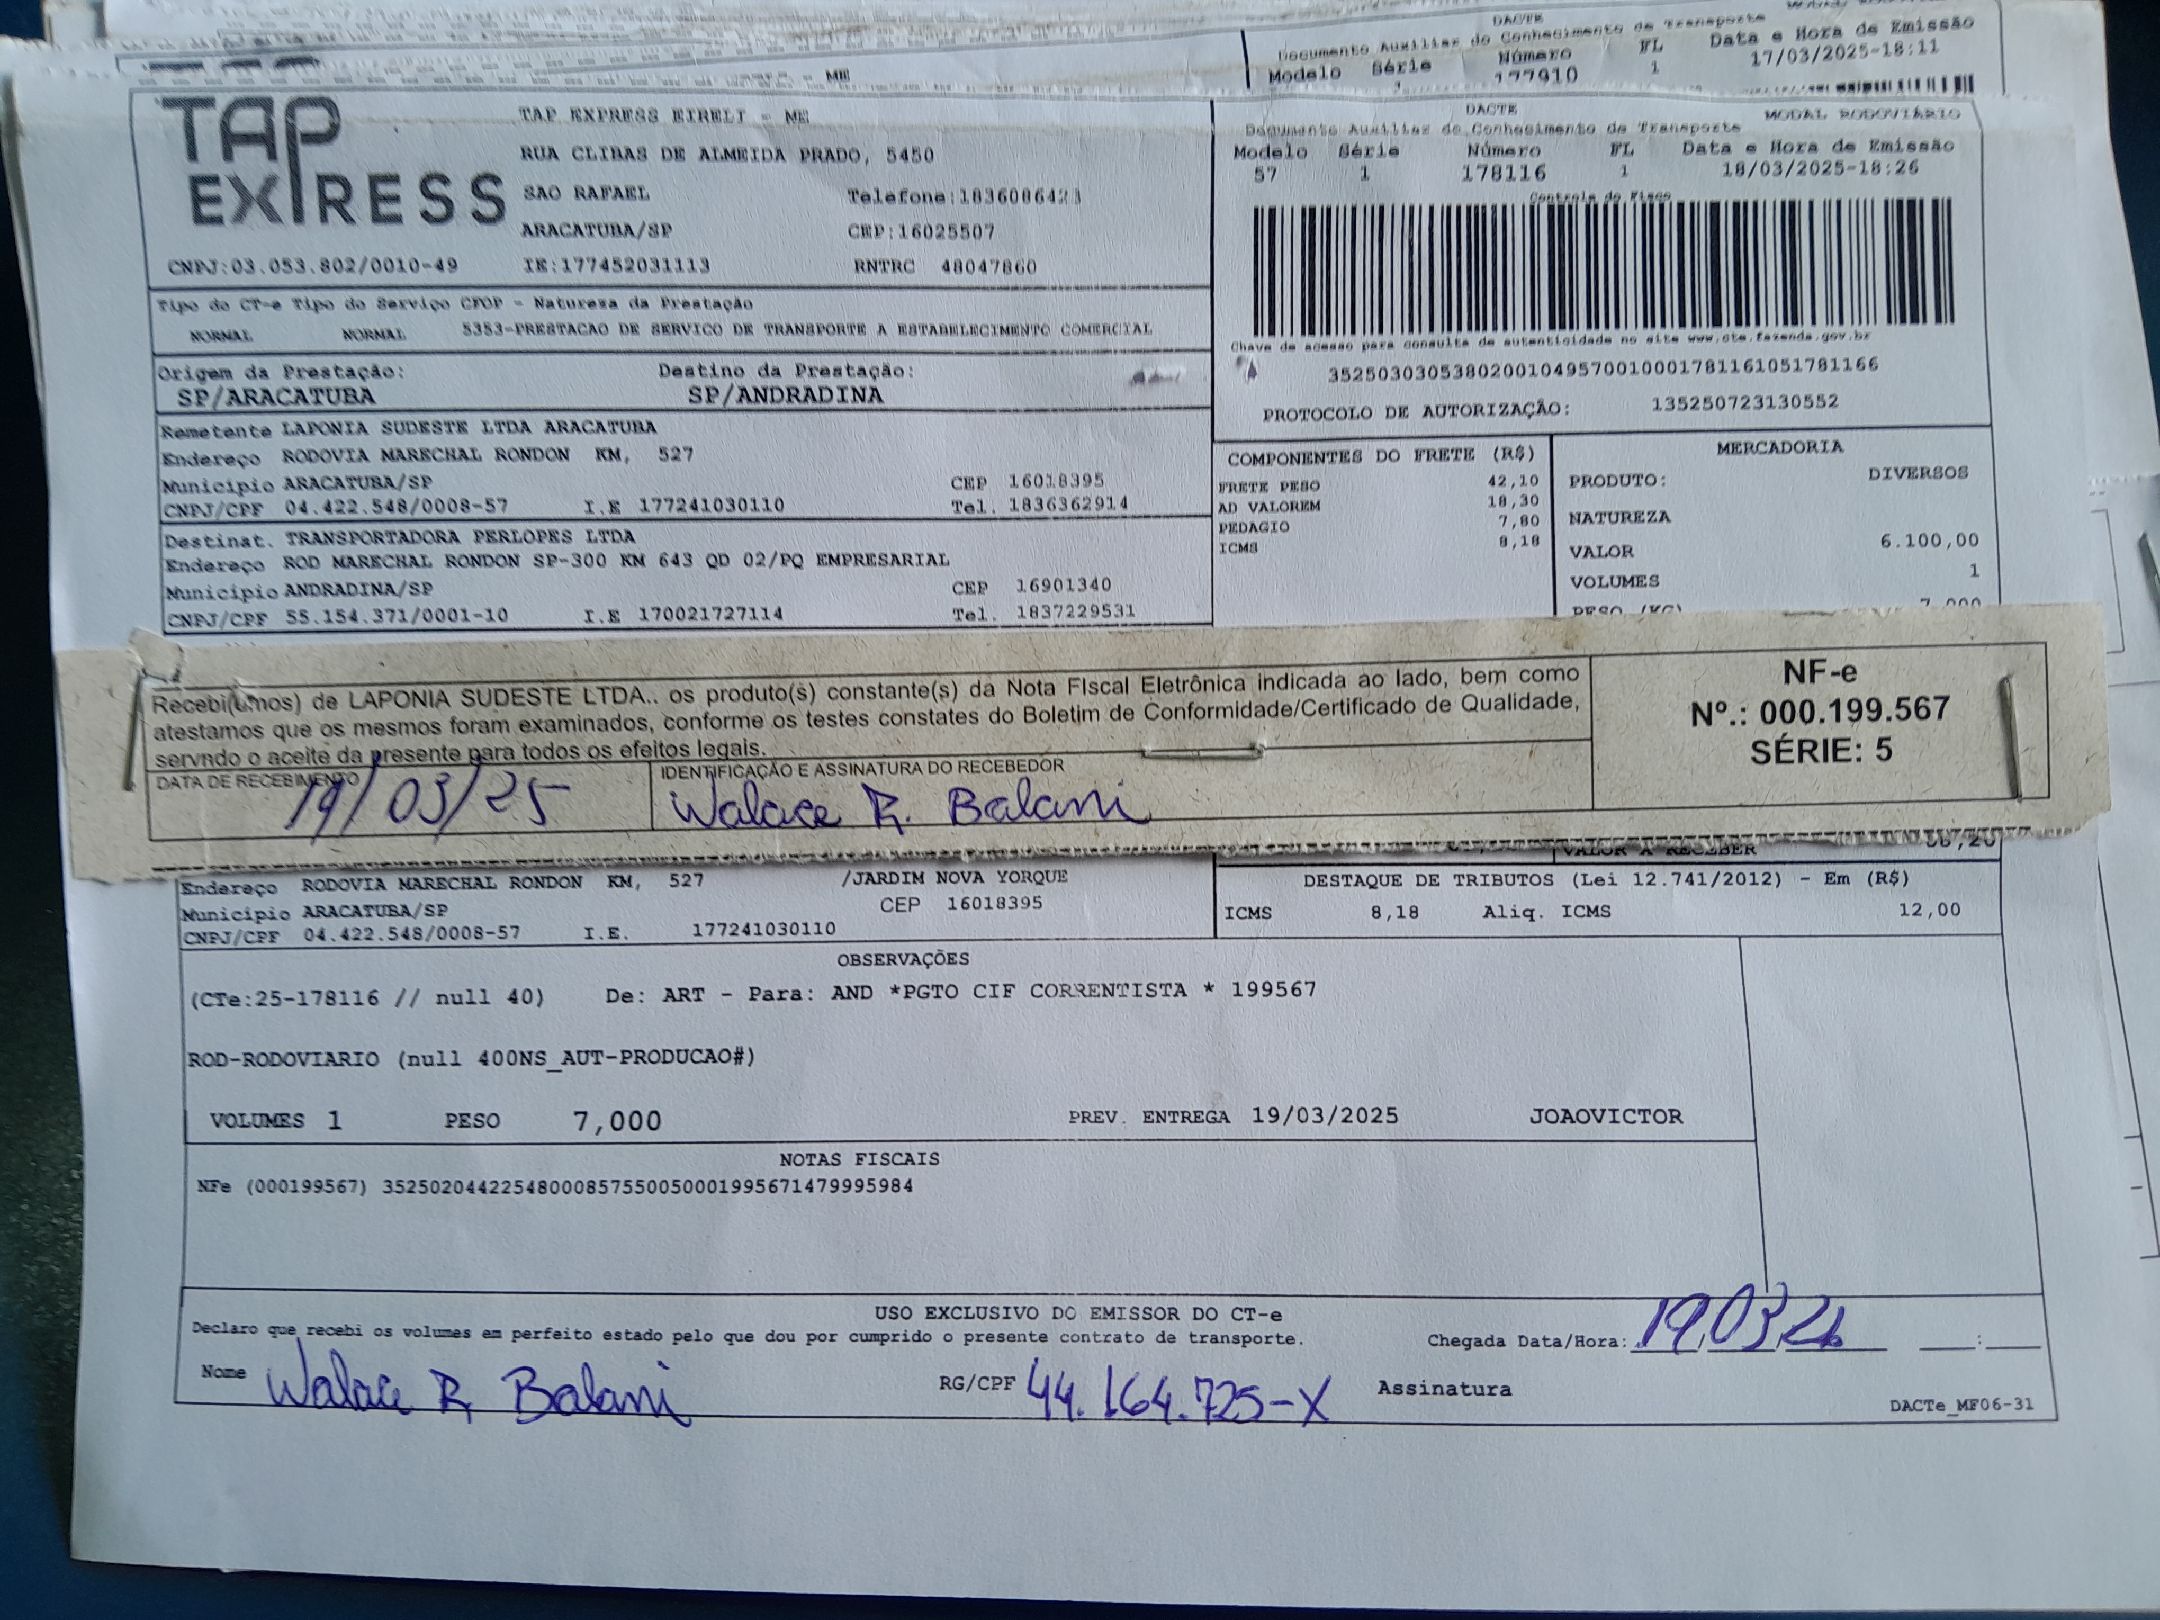 DACTE
Documento Auxiliar do Conhecimento de Transporte
Modelo Série Número FL Data e Hora de Emissão
177910 1 17/03/2025-18:11
ME
TAP EXPRESS
TAP EXPRESS EIRELI - ME
RUA CLIBAS DE ALMEIDA PRADO, 5450
SAO RAFAEL Telefone:1836086423
ARACATUBA/SP CEP:16025507
CNPJ:03.053.802/0010-49 IE:177452031113 RNTRC 48047860
DACTE MODAL RODOVIÁRIO
Documento Auxiliar do Conhecimento de Transporte
Modelo Série Número FL Data e Hora de Emissão
57 1 178116 1 18/03/2025-18:26
Controle do Fisco
Chave de acesso para consulta de autenticidade no site www.cte.fazenda.gov.br
35250303053802001049570010001781161051781166
PROTOCOLO DE AUTORIZAÇÃO: 135250723130552
Tipo do CT-e Tipo do Serviço CFOP - Natureza da Prestação
NORMAL NORMAL 5353-PRESTACAO DE SERVICO DE TRANSPORTE A ESTABELECIMENTO COMERCIAL
Origem da Prestação: Destino da Prestação:
SP/ARACATUBA SP/ANDRADINA
Remetente LAPONIA SUDESTE LTDA ARACATUBA
Endereço RODOVIA MARECHAL RONDON KM, 527
Município ARACATUBA/SP CEP 16018395
CNPJ/CPF 04.422.548/0008-57 I.E 177241030110 Tel. 1836362914
Destinat. TRANSPORTADORA PERLOPES LTDA
Endereço ROD MARECHAL RONDON SP-300 KM 643 QD 02/PQ EMPRESARIAL
Município ANDRADINA/SP CEP 16901340
CNPJ/CPF 55.154.371/0001-10 I.E 170021727114 Tel. 1837229531
COMPONENTES DO FRETE (R$)
FRETE PESO 42,10
AD VALOREM 18,30
PEDAGIO 7,80
ICMS 8,18
MERCADORIA
PRODUTO: DIVERSOS
NATUREZA
VALOR 6.100,00
VOLUMES 1
PESO (KG) 7,000
Recebi(umos) de LAPONIA SUDESTE LTDA.. os produto(s) constante(s) da Nota FIscal Eletrônica indicada ao lado, bem como
atestamos que os mesmos foram examinados, conforme os testes constates do Boletim de Conformidade/Certificado de Qualidade,
servndo o aceite da presente para todos os efeitos legais.
DATA DE RECEBIMENTO IDENTIFICAÇÃO E ASSINATURA DO RECEBEDOR
19/03/25 Walace R. Balani
NF-e
Nº.: 000.199.567
SÉRIE: 5
VALOR A RECEBER
Endereço RODOVIA MARECHAL RONDON KM, 527 /JARDIM NOVA YORQUE
Município ARACATUBA/SP CEP 16018395
CNPJ/CPF 04.422.548/0008-57 I.E. 177241030110
DESTAQUE DE TRIBUTOS (Lei 12.741/2012) - Em (R$)
ICMS 8,18 Aliq. ICMS 12,00
OBSERVAÇÕES
(CTe:25-178116 // null 40) De: ART - Para: AND *PGTO CIF CORRENTISTA * 199567
ROD-RODOVIARIO (null 400NS_AUT-PRODUCAO#)
VOLUMES 1 PESO 7,000 PREV. ENTREGA 19/03/2025 JOAOVICTOR
NOTAS FISCAIS
NFe (000199567) 35250204422548000857550050001995671479995984
USO EXCLUSIVO DO EMISSOR DO CT-e
Declaro que recebi os volumes em perfeito estado pelo que dou por cumprido o presente contrato de transporte.
Chegada Data/Hora: 19,03, ___:___
Nome Walace R Balani RG/CPF 44.164.725-X Assinatura
DACTe_MF06-31